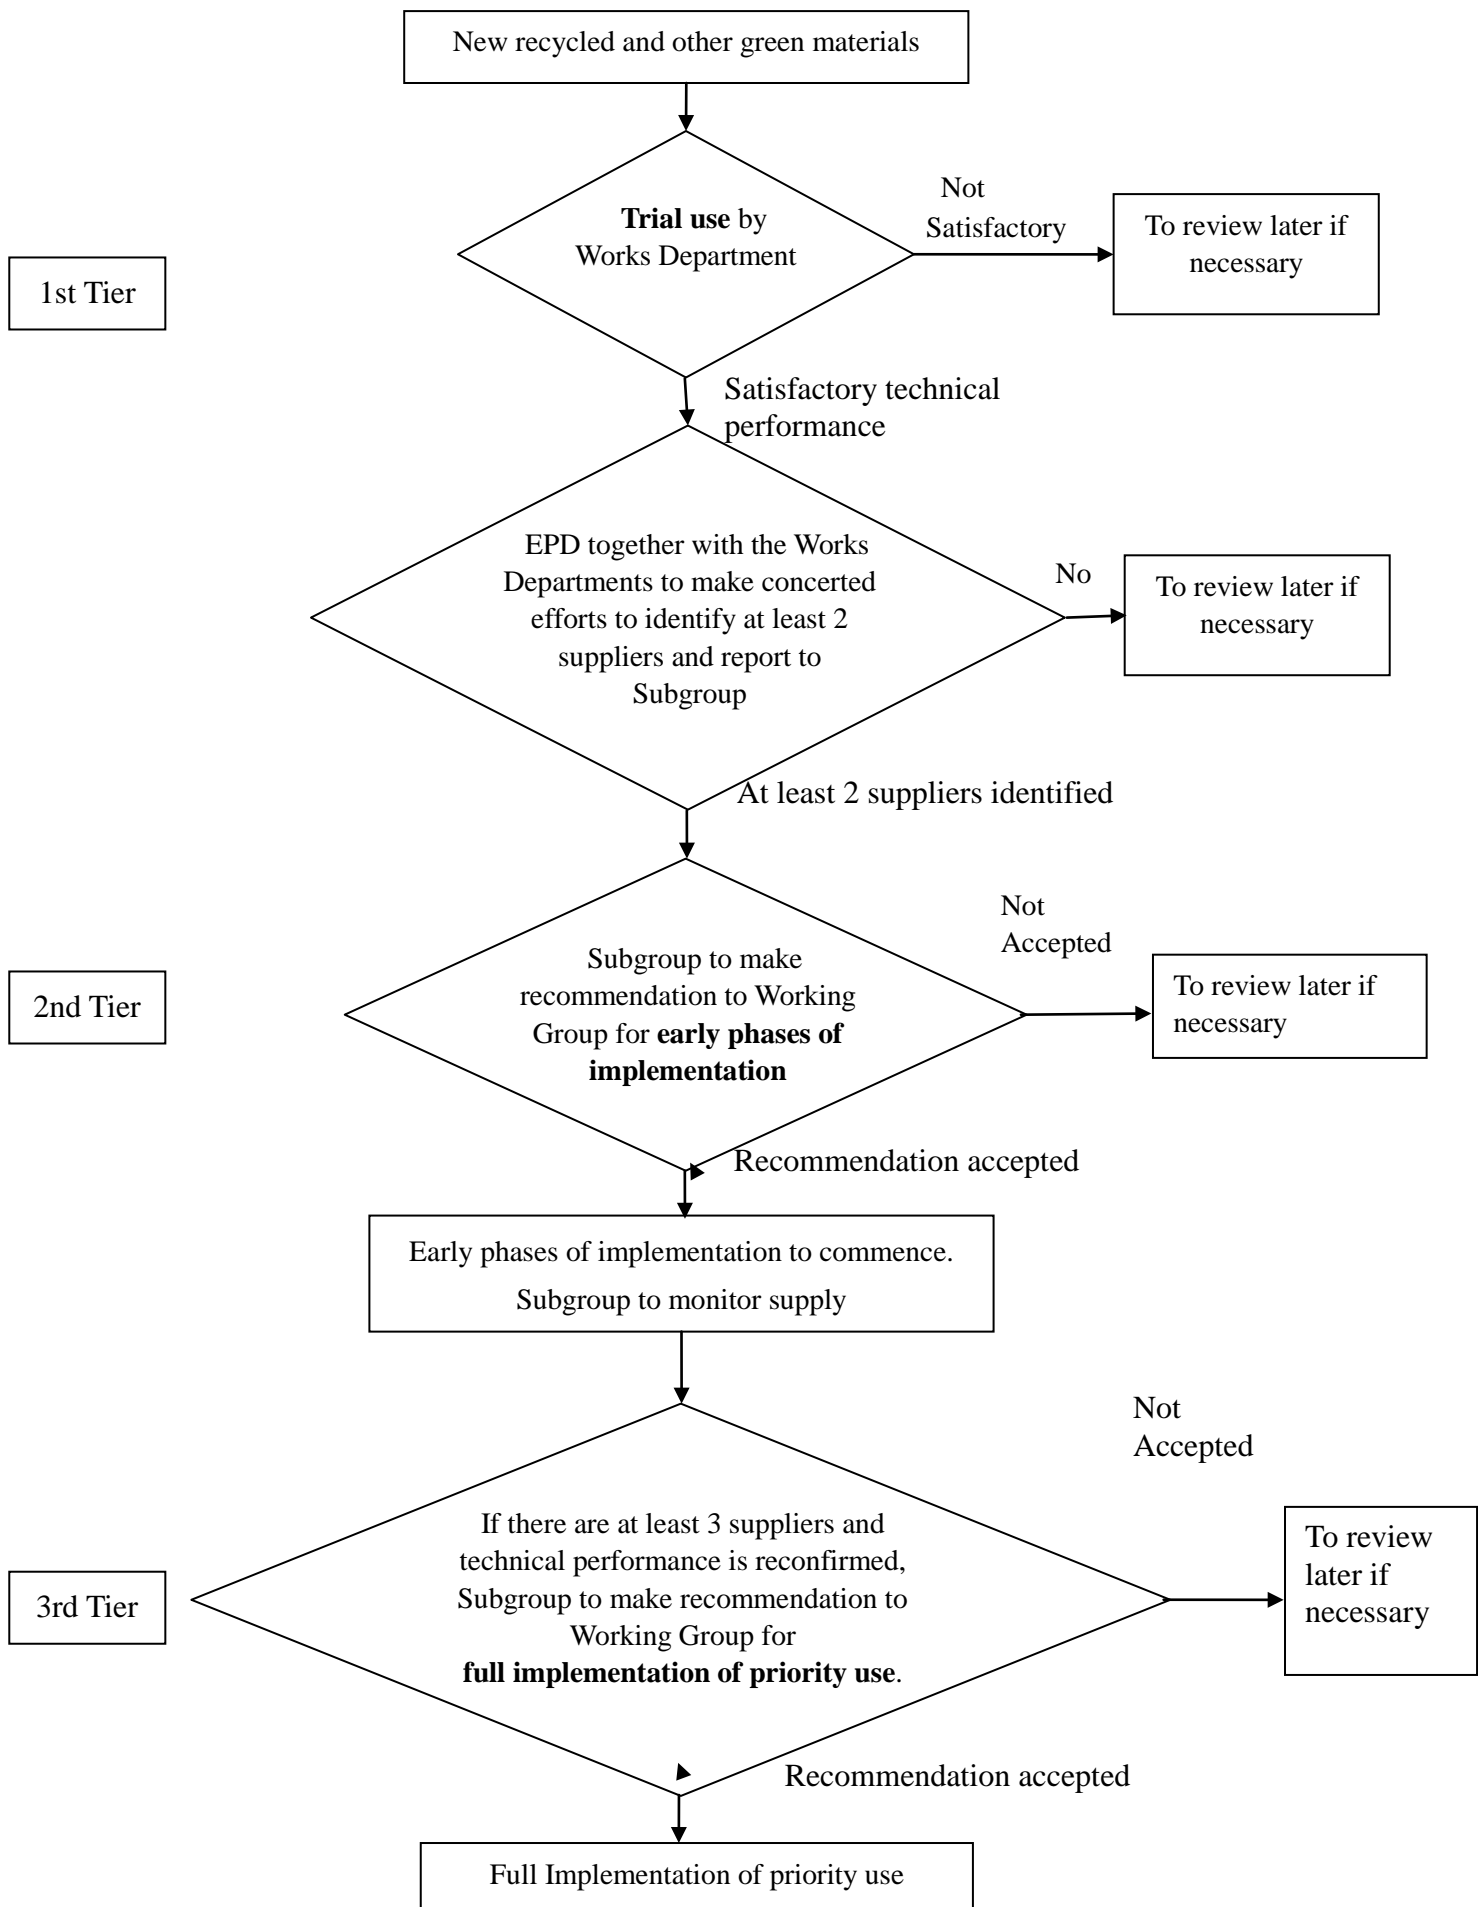 New recycled and other green materials
Trial use by
Works Department
Not
Satisfactory
To review later if
necessary
1st Tier
Satisfactory technical
performance
EPD together with the Works
Departments to make concerted
efforts to identify at least 2
suppliers and report to
Subgroup
No
To review later if
necessary
At least 2 suppliers identified
Subgroup to make
recommendation to Working
Group for early phases of
implementation
Not
Accepted
To review later if
necessary
2nd Tier
Recommendation accepted
Early phases of implementation to commence.
Subgroup to monitor supply
If there are at least 3 suppliers and
technical performance is reconfirmed,
Subgroup to make recommendation to
Working Group for
full implementation of priority use.
Not
Accepted
To review
later if
necessary
3rd Tier
Recommendation accepted
Full Implementation of priority use